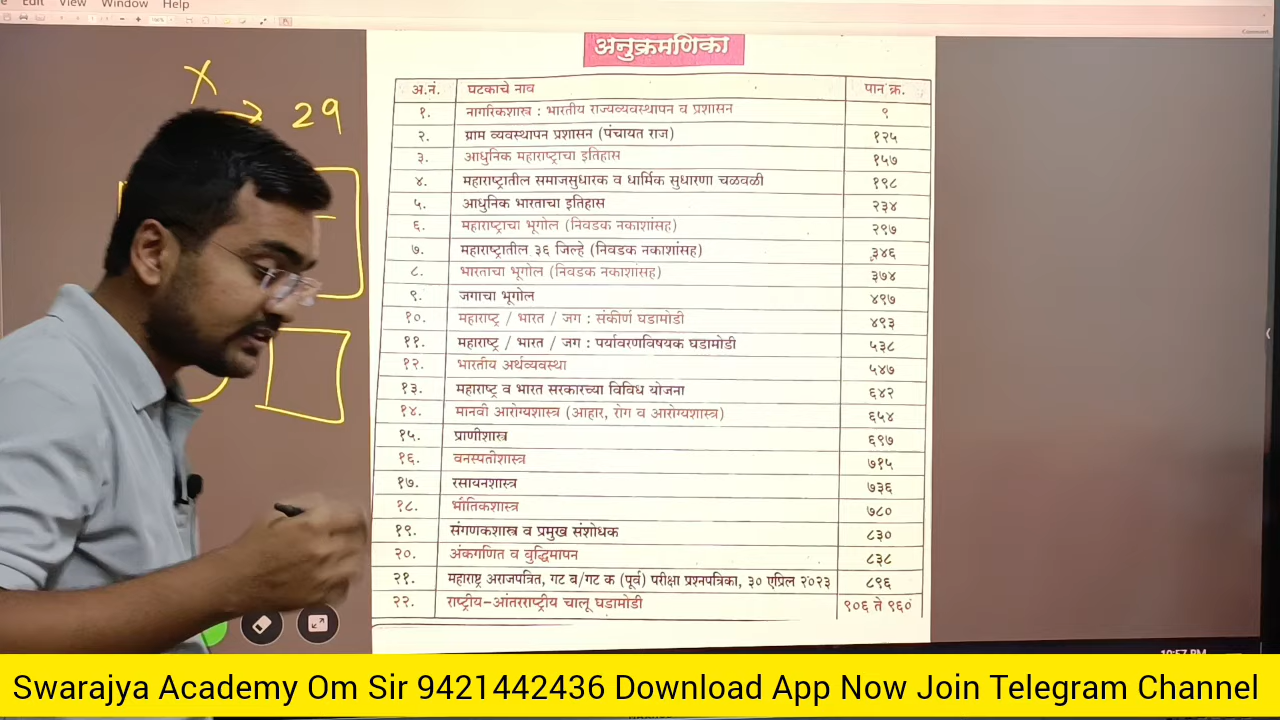 Edit View Window Help
X
→ 29
अनुक्रमणिका
अ.नं. घटकाचे नाव पान क्र.
१. नागरिकशास्त्र : भारतीय राज्यव्यवस्थापन व प्रशासन ९
२. ग्राम व्यवस्थापन प्रशासन (पंचायत राज) १२५
३. आधुनिक महाराष्ट्राचा इतिहास १५७
४. महाराष्ट्रातील समाजसुधारक व धार्मिक सुधारणा चळवळी १९८
५. आधुनिक भारताचा इतिहास २३४
६. महाराष्ट्राचा भूगोल (निवडक नकाशांसह) २९७
७. महाराष्ट्रातील ३६ जिल्हे (निवडक नकाशांसह) ३४६
८. भारताचा भूगोल (निवडक नकाशांसह) ३७४
९. जगाचा भूगोल ४९७
१०. महाराष्ट्र / भारत / जग : संकीर्ण घडामोडी ४९३
११. महाराष्ट्र / भारत / जग : पर्यावरणविषयक घडामोडी ५३८
१२. भारतीय अर्थव्यवस्था ५४७
१३. महाराष्ट्र व भारत सरकारच्या विविध योजना ६४२
१४. मानवी आरोग्यशास्त्र (आहार, रोग व आरोग्यशास्त्र) ६५४
१५. प्राणीशास्त्र ६९७
१६. वनस्पतीशास्त्र ७१५
१७. रसायनशास्त्र ७३६
१८. भौतिकशास्त्र ७८०
१९. संगणकशास्त्र व प्रमुख संशोधक ८३०
२०. अंकगणित व बुद्धिमापन ८३८
२१. महाराष्ट्र अराजपत्रित, गट ब/गट क (पूर्व) परीक्षा प्रश्नपत्रिका, ३० एप्रिल २०२३ ८९६
२२. राष्ट्रीय-आंतरराष्ट्रीय चालू घडामोडी ९०६ ते ९६०
Swarajya Academy Om Sir 9421442436 Download App Now Join Telegram Channel